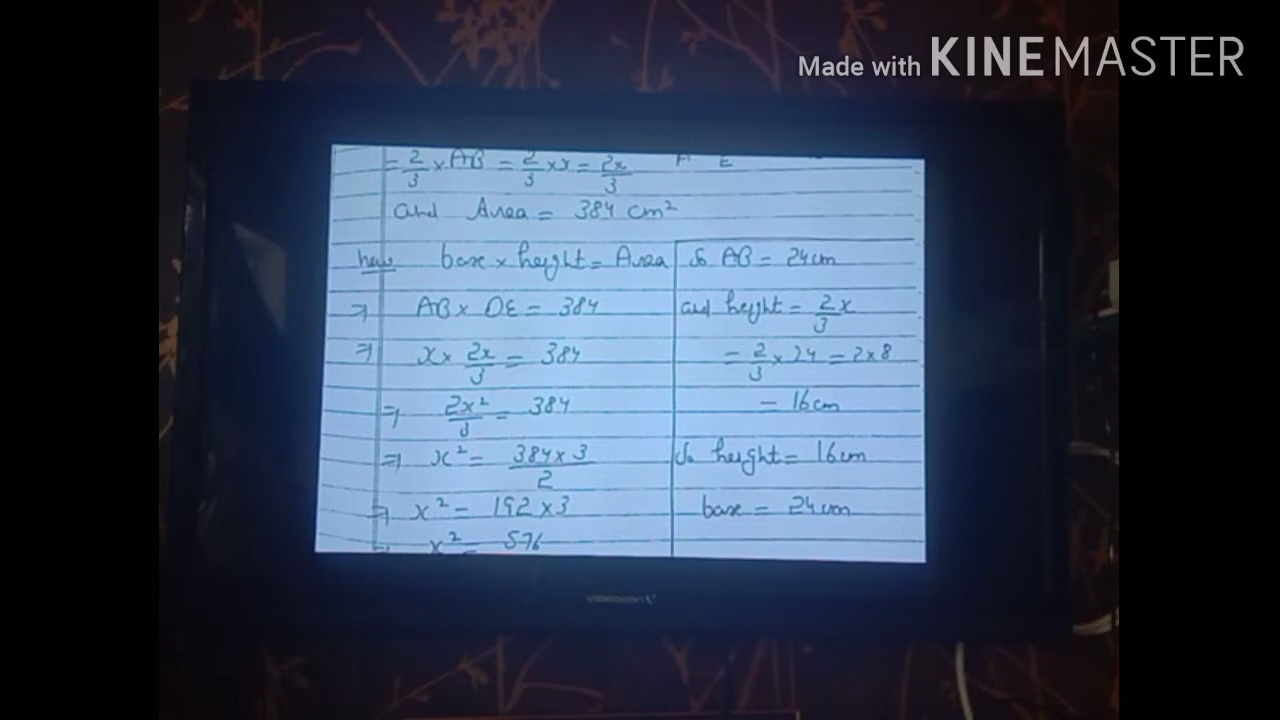 Made with KINEMASTER
= 2/3 × AB = 2/3 × x = 2x/3
A E
and Area = 384 cm²
base × height = Area
⇒ AB × DE = 384
⇒ x × 2x/3 = 384
⇒ 2x²/3 = 384
⇒ x² = 384 × 3/2
⇒ x² = 192 × 3
x² = 576
So AB = 24 cm
and height = 2/3 x
= 2/3 × 24 = 2 × 8
= 16 cm
So height = 16 cm
base = 24 cm
VIDEOCON